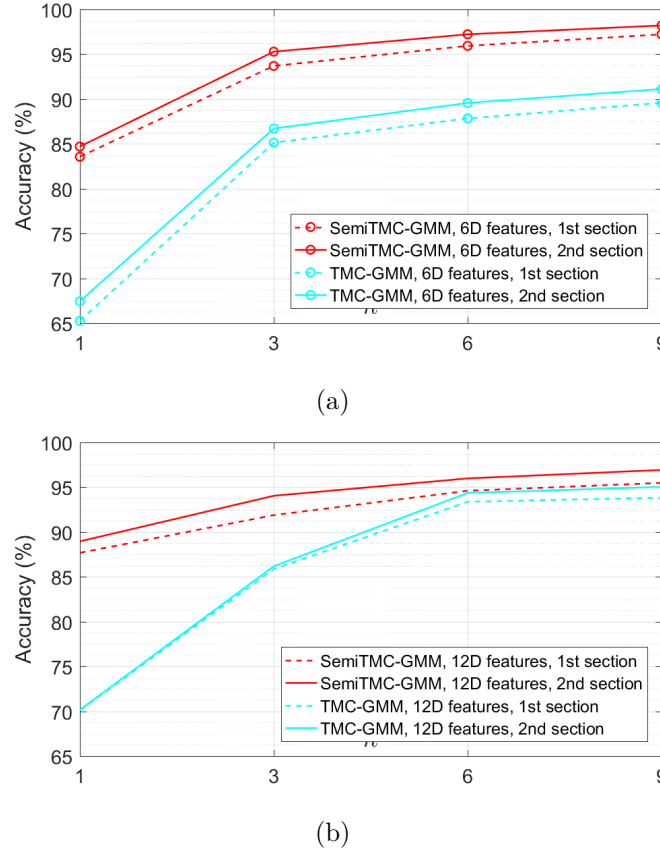 100
95
90
85
80
75
70
65
Accuracy (%)
SemiTMC-GMM, 6D features, 1st section
SemiTMC-GMM, 6D features, 2nd section
TMC-GMM, 6D features, 1st section
TMC-GMM, 6D features, 2nd section
1 3 6 9
(a)
100
95
90
85
80
75
70
65
Accuracy (%)
SemiTMC-GMM, 12D features, 1st section
SemiTMC-GMM, 12D features, 2nd section
TMC-GMM, 12D features, 1st section
TMC-GMM, 12D features, 2nd section
1 3 6 9
(b)